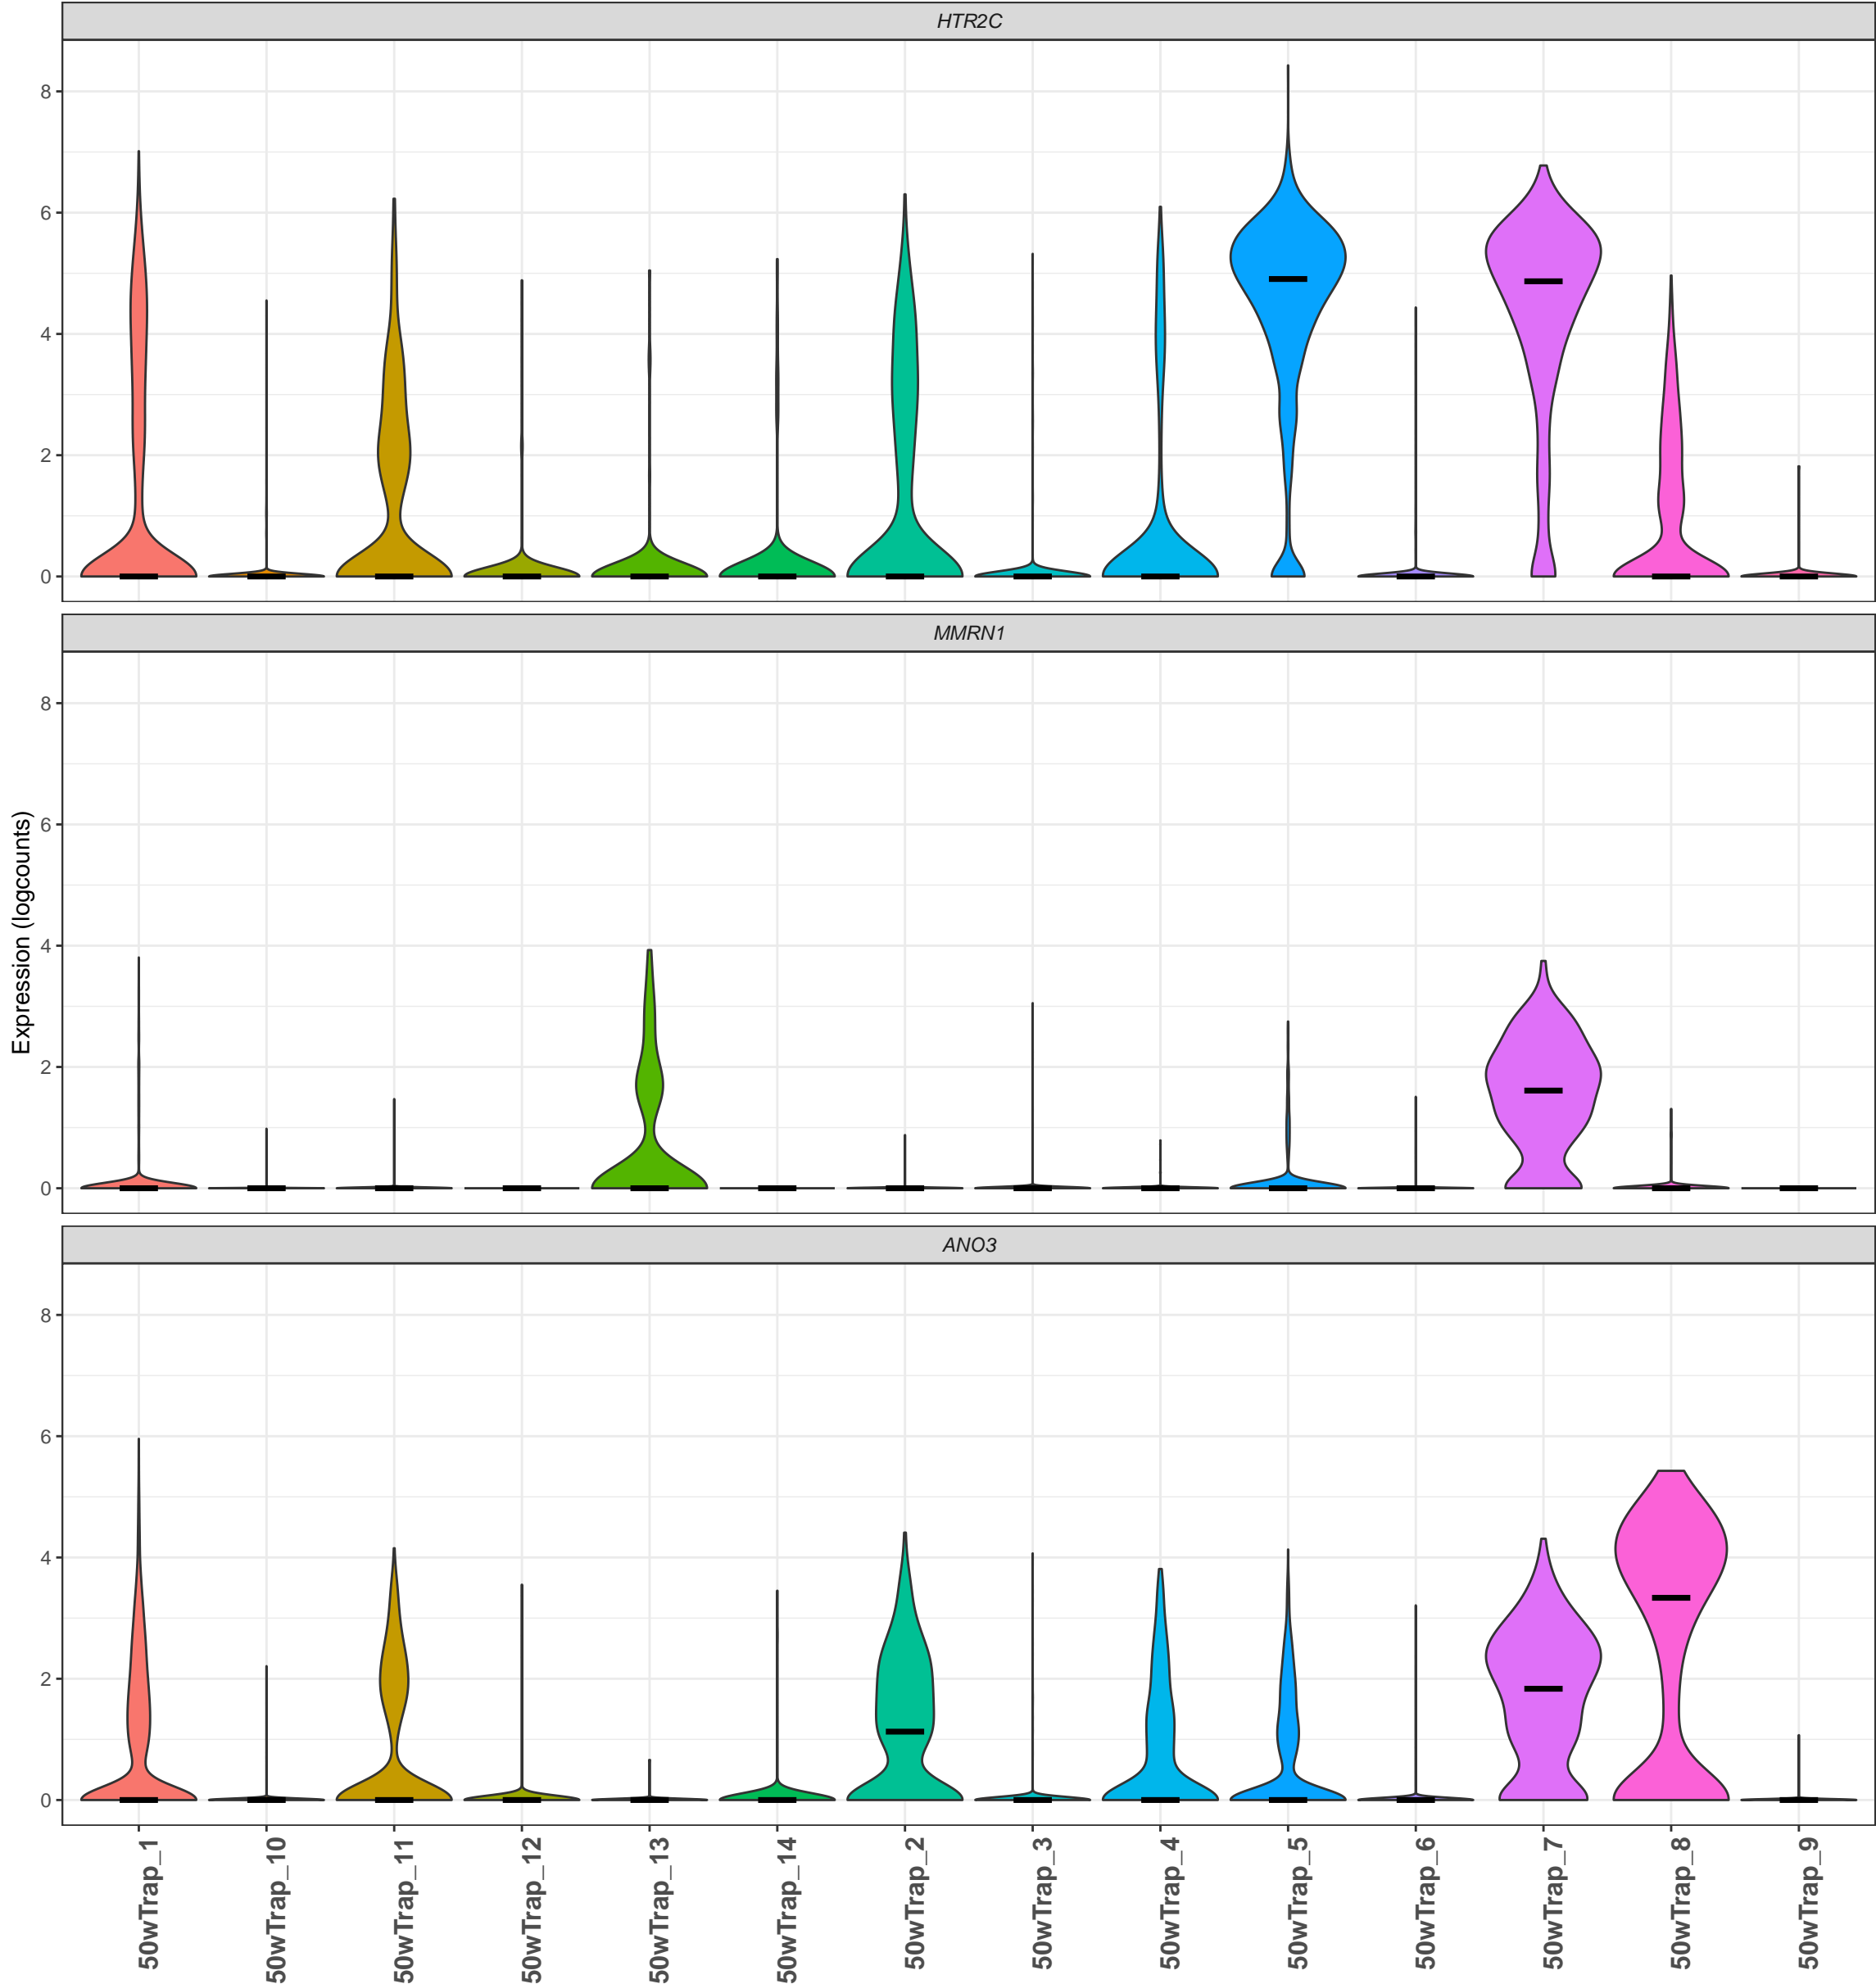 HTR2C
8
6
4
2
0
MMRN1
8
6
4
2
0
Expression (logcounts)
ANO3
8
6
4
2
0
50wTrap_1
50wTrap_10
50wTrap_11
50wTrap_12
50wTrap_13
50wTrap_14
50wTrap_2
50wTrap_3
50wTrap_4
50wTrap_5
50wTrap_6
50wTrap_7
50wTrap_8
50wTrap_9